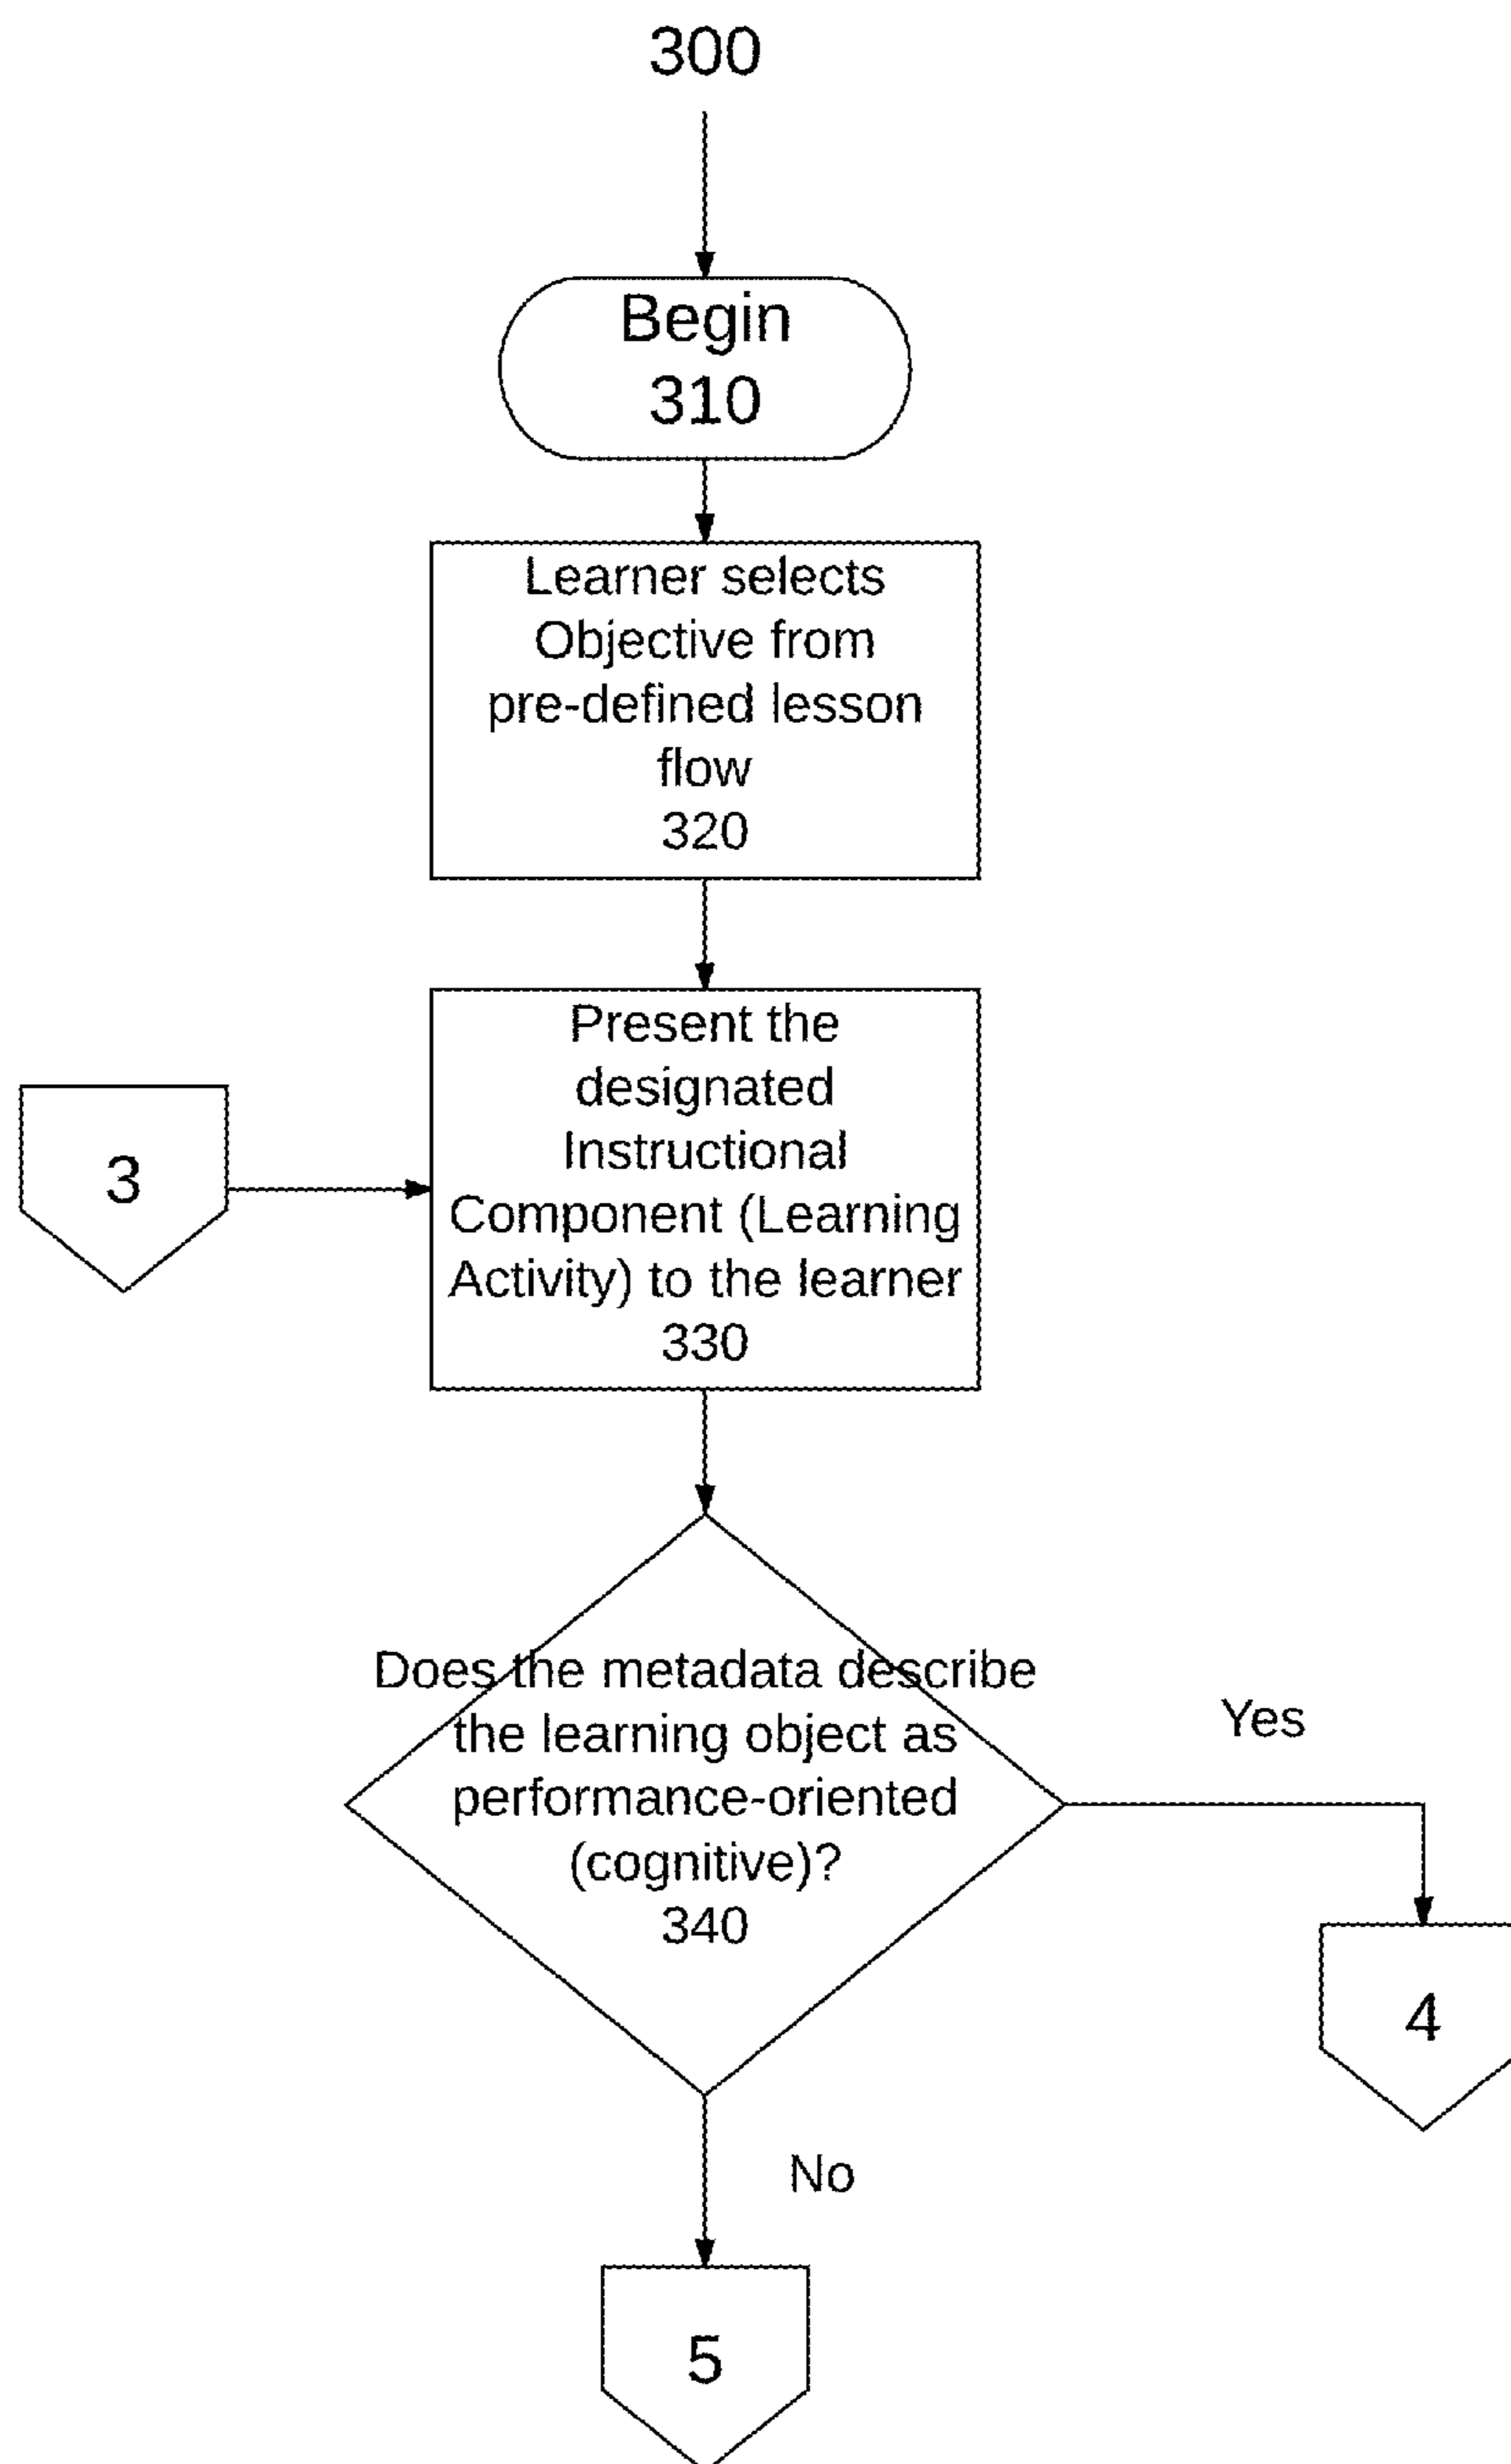 300
Begin
310
Learner selects
Objective from
pre-defined lesson
flow
320
Present the
designated
Instructional
Component (Learning
Activity) to the learner
330
3
Does the metadata describe
the learning object as
performance-oriented
(cognitive)?
340
Yes
4
No
5